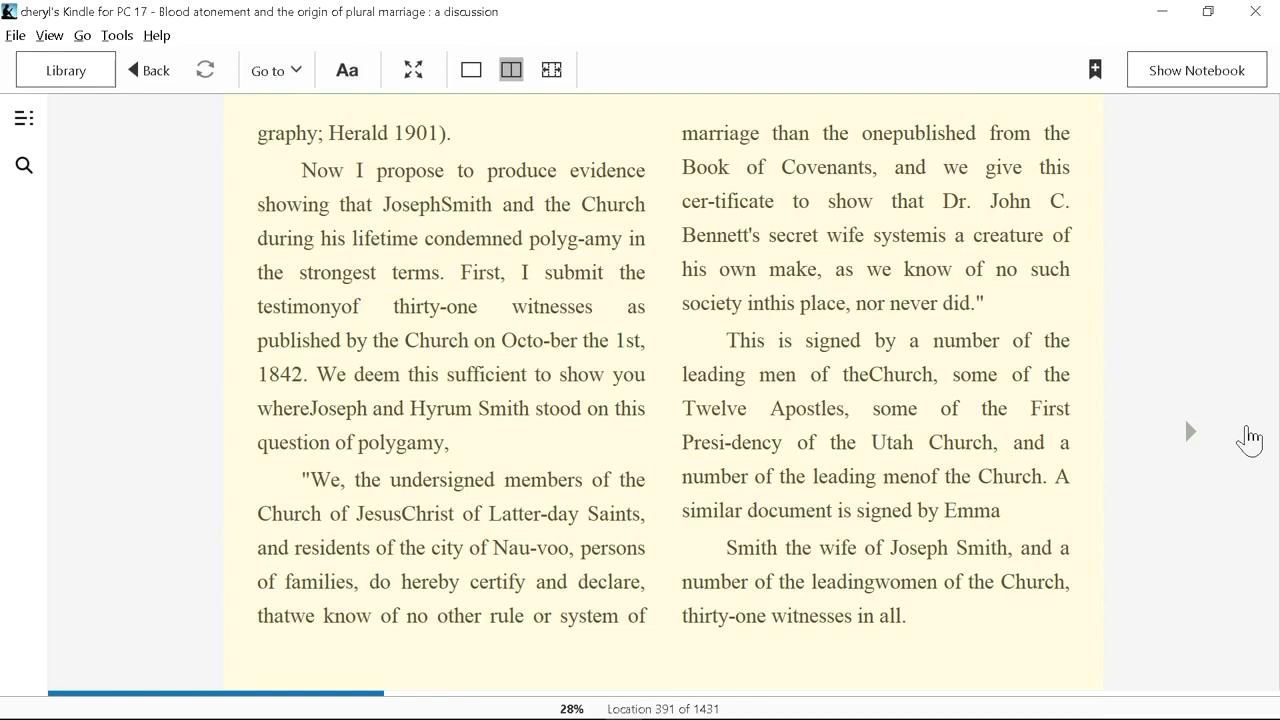 cheryl's Kindle for PC 17 - Blood atonement and the origin of plural marriage : a discussion
File View Go Tools Help
Library Back Go to Aa Show Notebook
graphy; Herald 1901).
Now I propose to produce evidence
showing that JosephSmith and the Church
during his lifetime condemned polyg-amy in
the strongest terms. First, I submit the
testimonyof thirty-one witnesses as
published by the Church on Octo-ber the 1st,
1842. We deem this sufficient to show you
whereJoseph and Hyrum Smith stood on this
question of polygamy,
"We, the undersigned members of the
Church of JesusChrist of Latter-day Saints,
and residents of the city of Nau-voo, persons
of families, do hereby certify and declare,
thatwe know of no other rule or system of
marriage than the onepublished from the
Book of Covenants, and we give this
cer-tificate to show that Dr. John C.
Bennett's secret wife systemis a creature of
his own make, as we know of no such
society inthis place, nor never did."
This is signed by a number of the
leading men of theChurch, some of the
Twelve Apostles, some of the First
Presi-dency of the Utah Church, and a
number of the leading menof the Church. A
similar document is signed by Emma
Smith the wife of Joseph Smith, and a
number of the leadingwomen of the Church,
thirty-one witnesses in all.
28% Location 391 of 1431